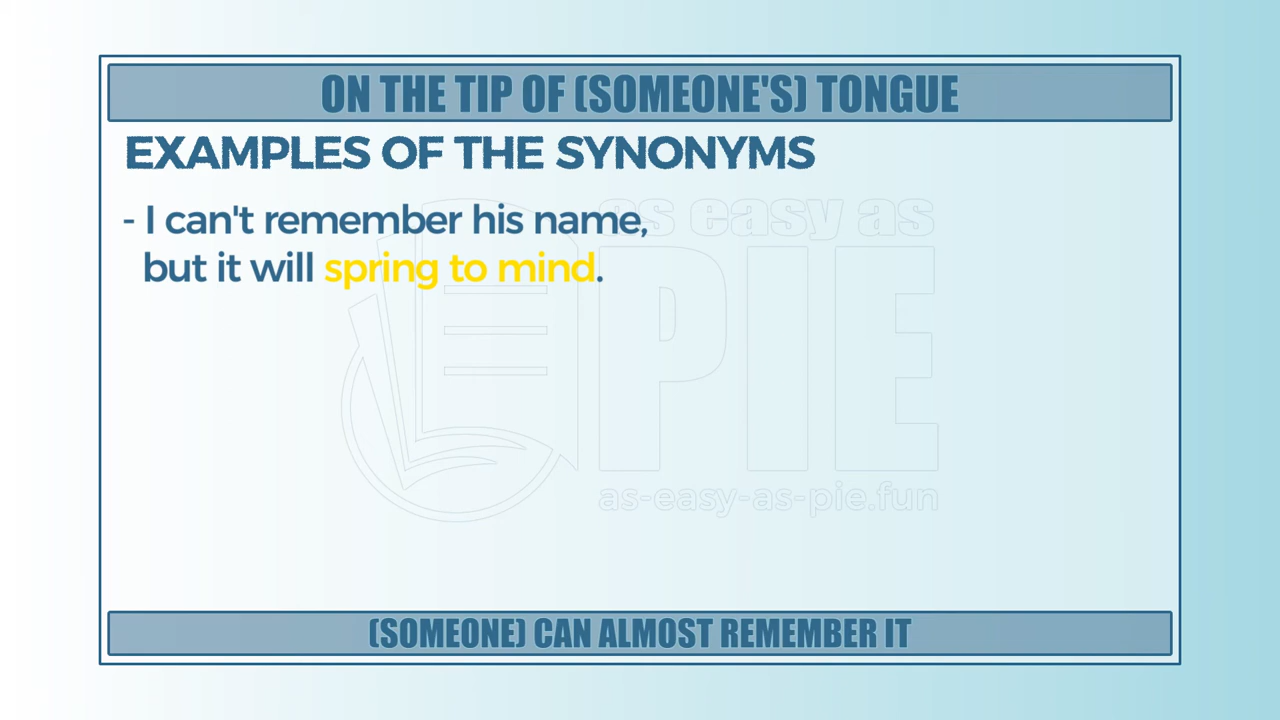 ON THE TIP OF (SOMEONE'S) TONGUE
EXAMPLES OF THE SYNONYMS
- I can't remember his name,
but it will spring to mind.
as easy as
PIE
as-easy-as-pie.fun
(SOMEONE) CAN ALMOST REMEMBER IT